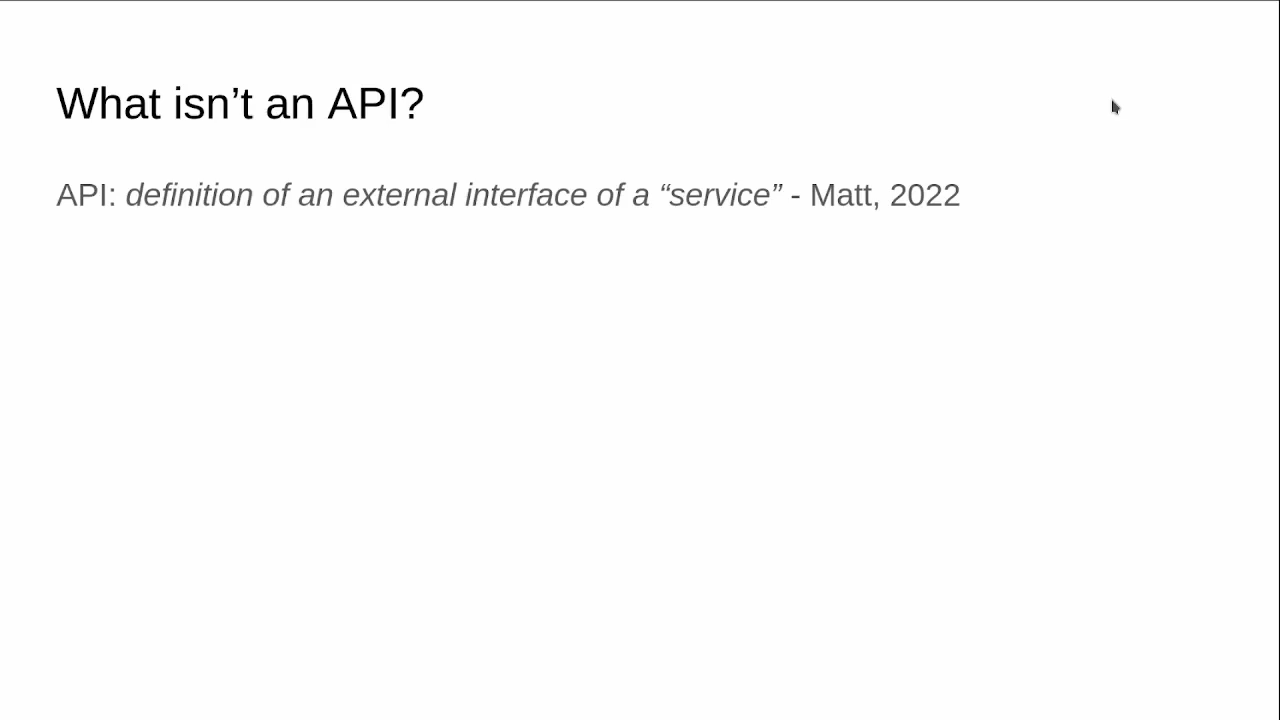 What isn’t an API?
API: definition of an external interface of a “service” - Matt, 2022